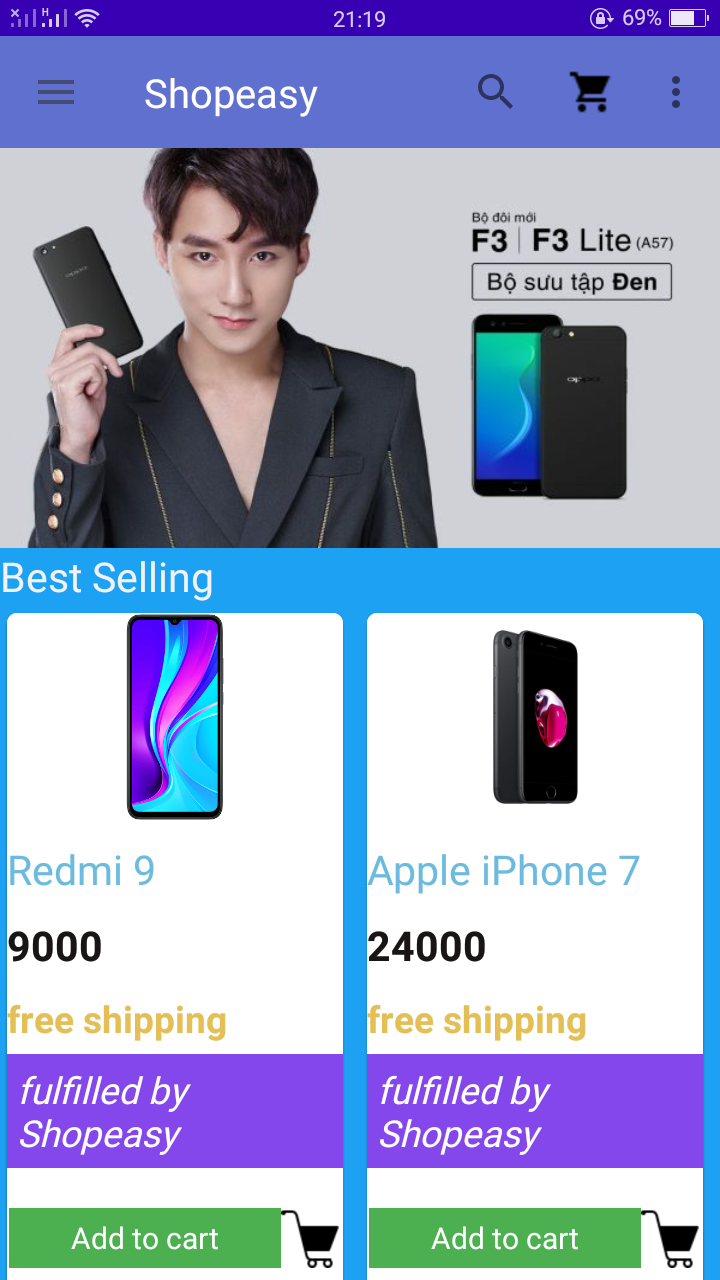 21:19
69%
Shopeasy
Bộ đôi mới
F3 | F3 Lite (A57)
Bộ sưu tập Đen
oppo
oppo
Best Selling
Redmi 9
9000
free shipping
fulfilled by
Shopeasy
Add to cart
Apple iPhone 7
24000
free shipping
fulfilled by
Shopeasy
Add to cart